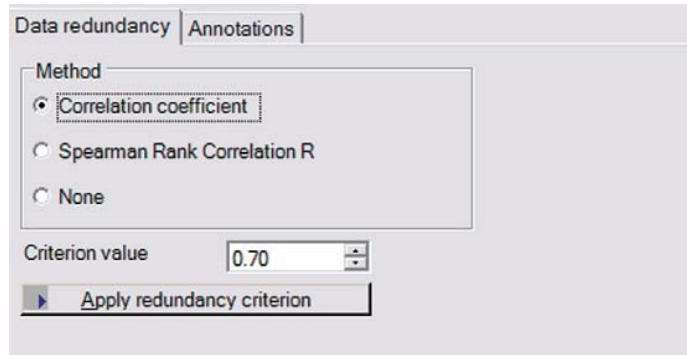 Data redundancy Annotations
Method
Correlation coefficient
Spearman Rank Correlation R
None
Criterion value 0.70
Apply redundancy criterion